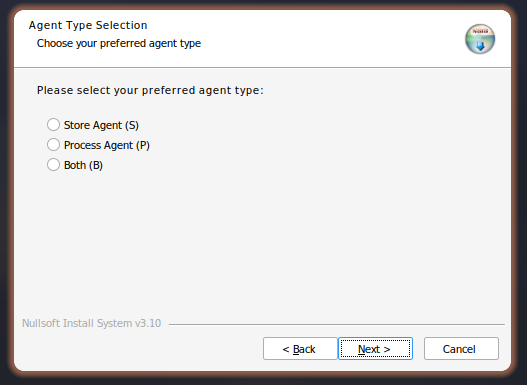 Agent Type Selection
Choose your preferred agent type
Please select your preferred agent type:
Store Agent (S)
Process Agent (P)
Both (B)
Nullsoft Install System v3.10
< Back
Next >
Cancel